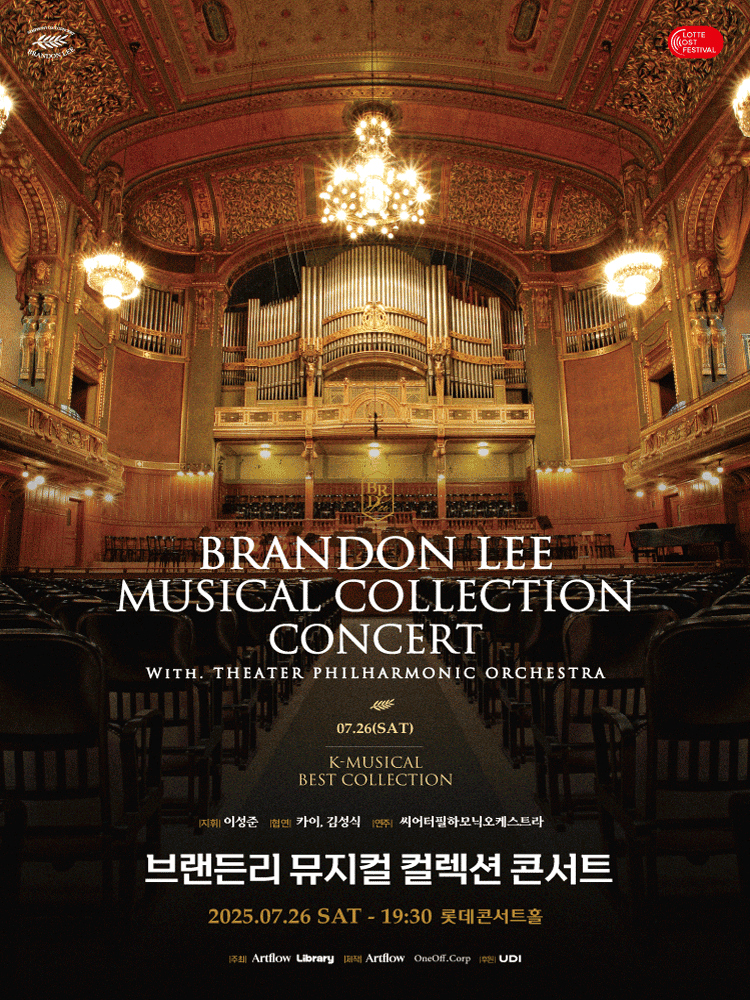 BRANDON LEE
LOTTE
OST
FESTIVAL
BR
BRANDON LEE
MUSICAL COLLECTION
CONCERT
WITH. THEATER PHILHARMONIC ORCHESTRA
07.26(SAT)
K-MUSICAL
BEST COLLECTION
|지휘| 이성준 |협연| 카이, 김성식 |연주| 씨어터필하모닉오케스트라
브랜든리 뮤지컬 컬렉션 콘서트
2025.07.26 SAT - 19:30 롯데콘서트홀
|주최| Artflow Library |제작| Artflow OneOff.Corp |후원| UDI